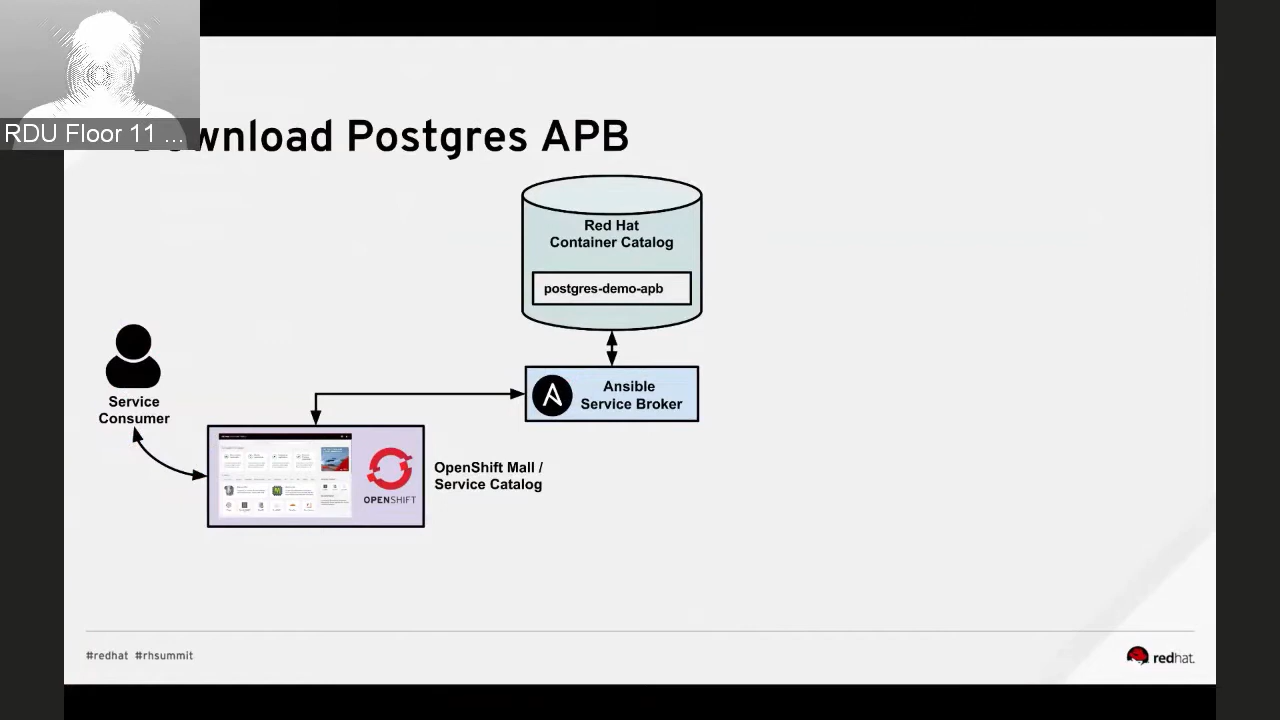 RDU Floor 11 ...
wnload Postgres APB
Red Hat
Container Catalog
postgres-demo-apb
Ansible
Service Broker
Service
Consumer
OPENSHIFT
OpenShift Mall /
Service Catalog
#redhat #rhsummit
redhat.